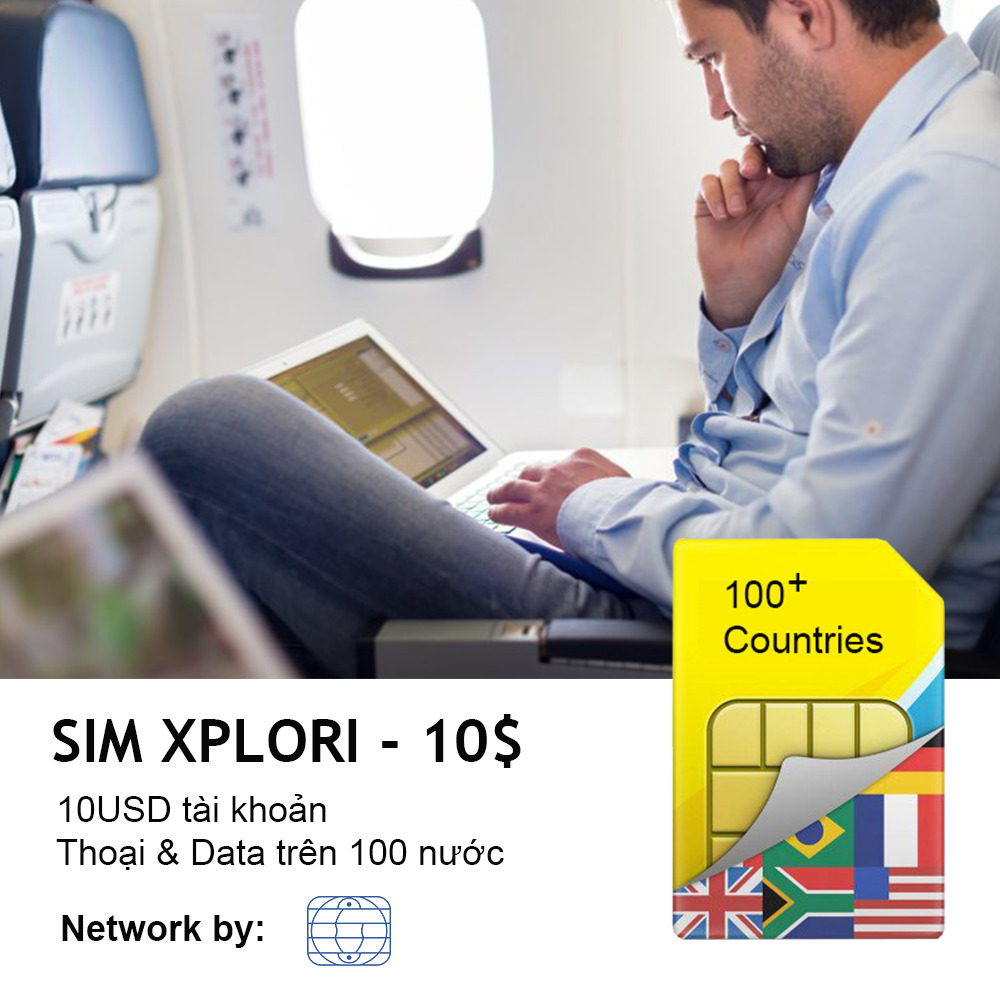 100+
Countries
SIM XPLORI - 10$
10USD tài khoản
Thoại & Data trên 100 nước
Network by: